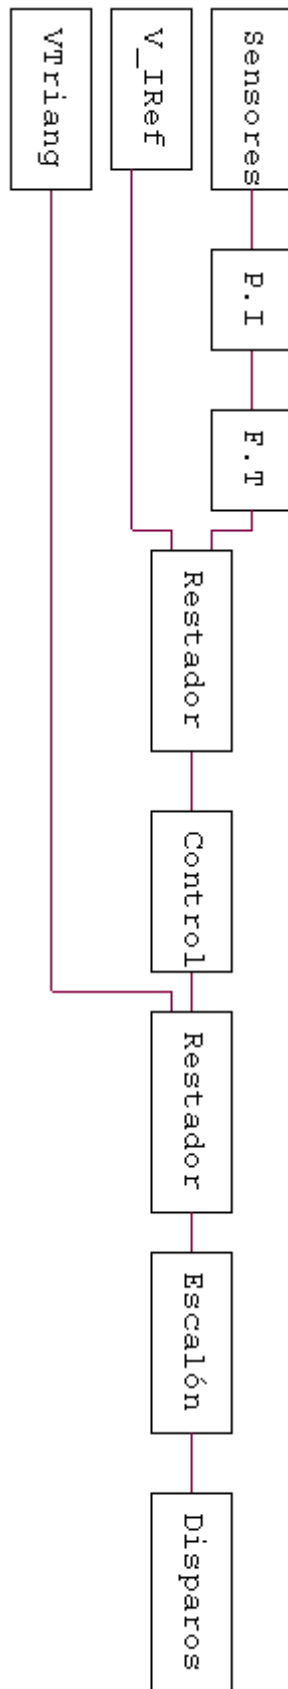 Sensores
P.I
F.T
V_IRef
Restador
Control
VTriang
Restador
Escalón
Disparos